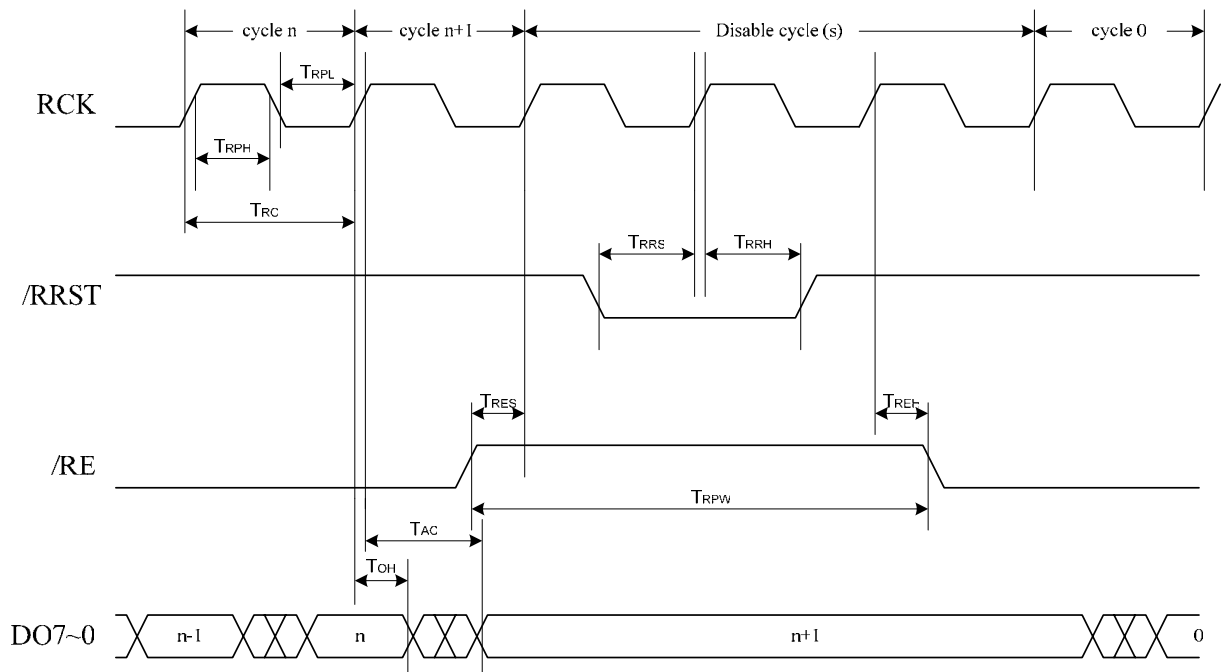 cycle n
cycle n+1
Disable cycle (s)
cycle 0
TRPL
RCK
TRPH
TRC
TRRS
TRRH
/RRST
TRES
TREH
/RE
TRPW
TAC
TOH
DO7~0
n-1
n
n+1
0